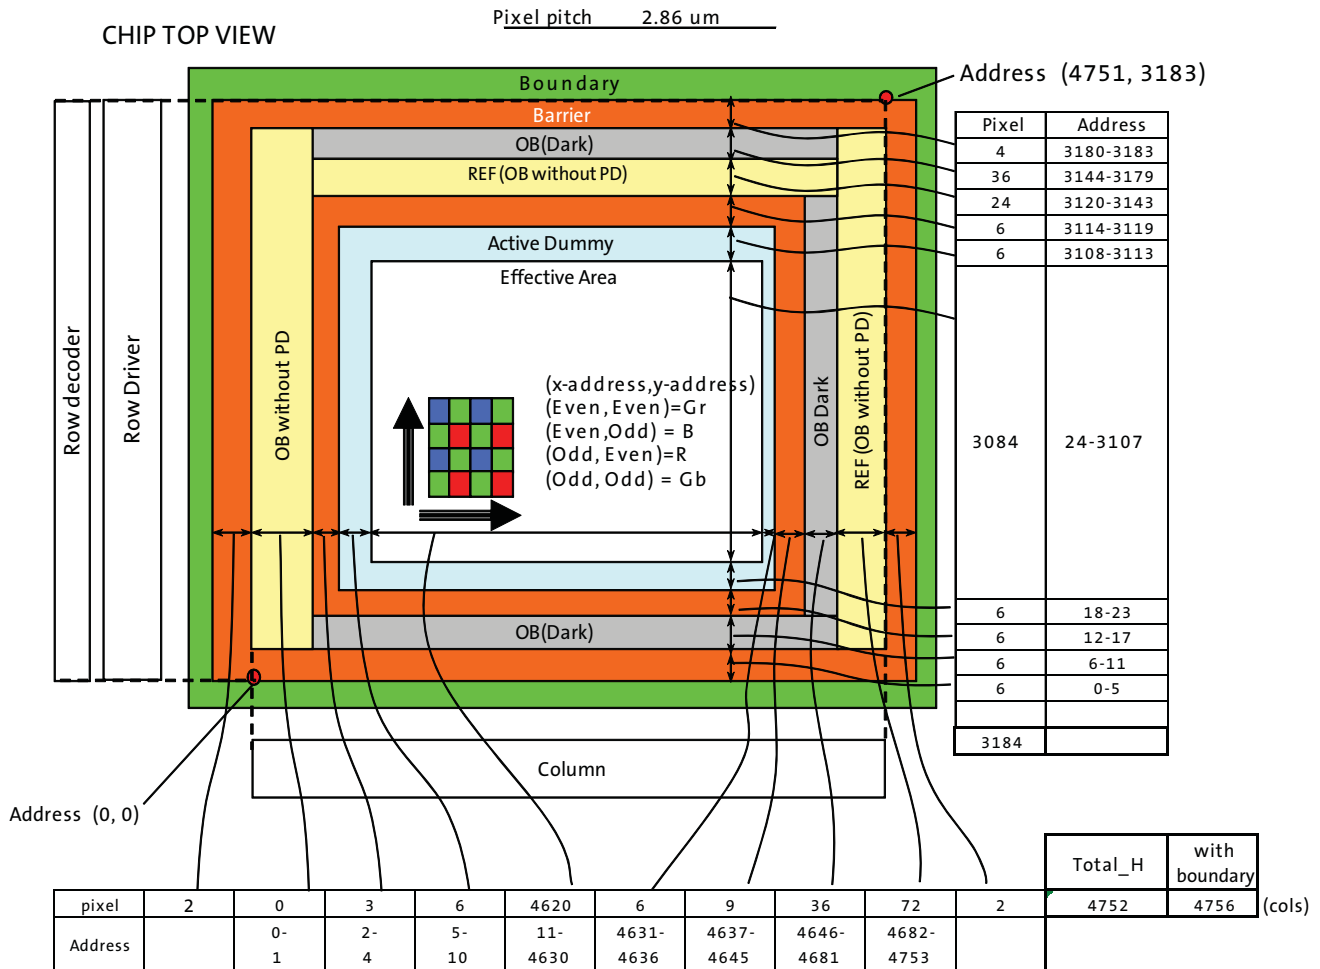 Pixel pitch 2.86 um
CHIP TOP VIEW
Address (4751, 3183)
Boundary
Barrier
OB(Dark)
REF(OB without PD)
Active Dummy
Effective Area
Row decoder
Row Driver
OB without PD
(x-address,y-address)
(Even,Even)=Gr
(Even,Odd) = B
(Odd, Even)=R
(Odd, Odd) = Gb
OB Dark
REF (OB without PD)
OB(Dark)
Column
Address (0, 0)
Pixel Address
4 3180-3183
36 3144-3179
24 3120-3143
6 3114-3119
6 3108-3113
3084 24-3107
6 18-23
6 12-17
6 6-11
6 0-5
3184
Total_H with boundary
pixel 2 0 3 6 4620 6 9 36 72 2 4752 4756 (cols)
Address 0- 2- 5- 11- 4631- 4637- 4646- 4682-
1 4 10 4630 4636 4645 4681 4753